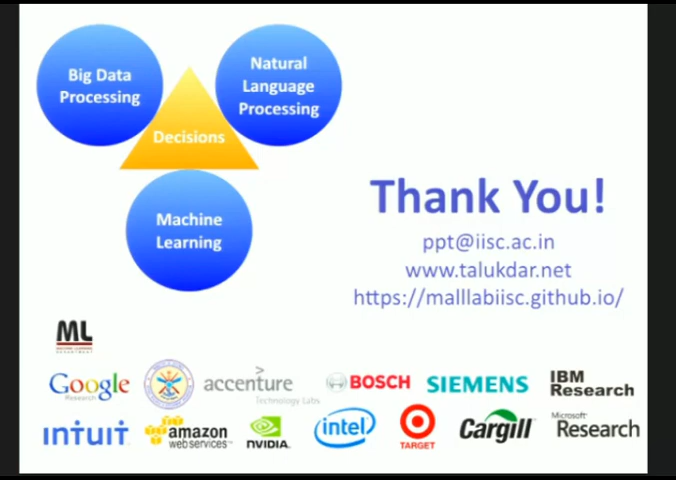 Big Data
Processing
Natural
Language
Processing
Decisions
Machine
Learning
Thank You!
ppt@iisc.ac.in
www.talukdar.net
https://malllabiisc.github.io/
ML
Google
Research
accenture
Technology Labs
BOSCH
SIEMENS
IBM
Research
intuit
amazon
webservices
NVIDIA.
intel
TARGET
Cargill
Microsoft
Research